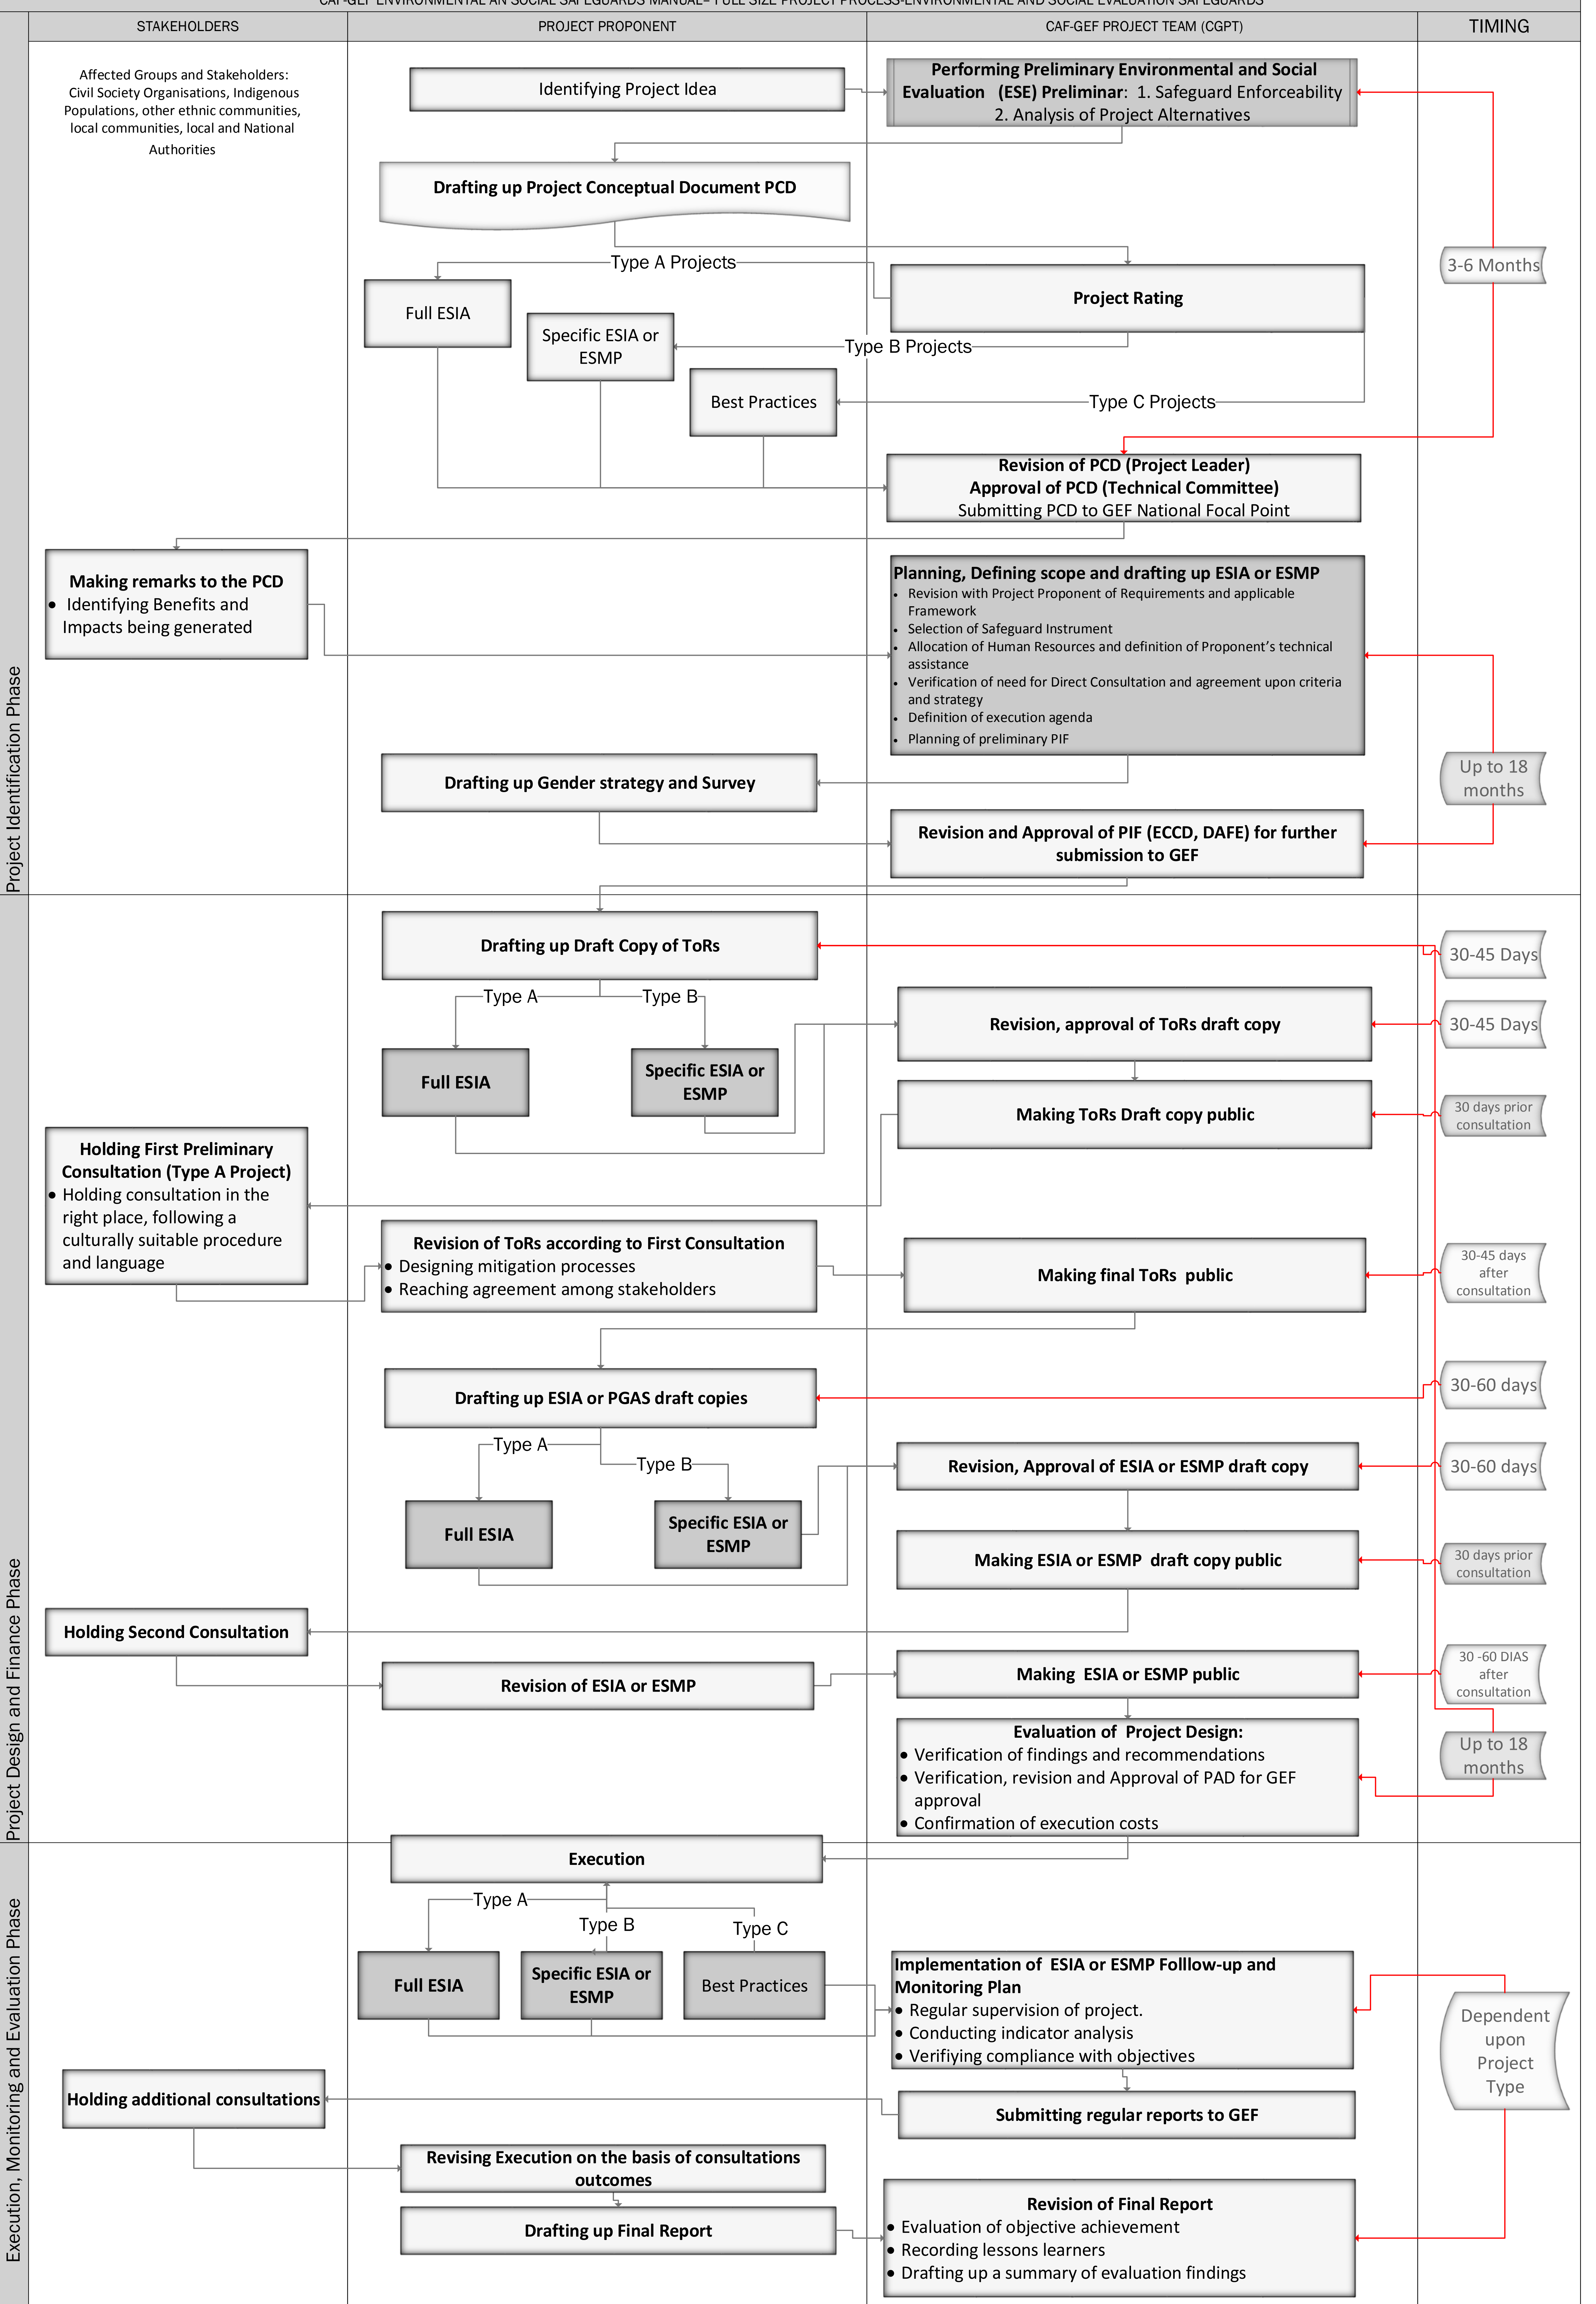 CAF-GEF ENVIRONMENTAL AN SOCIAL SAFEGUARDS MANUAL– FULL SIZE PROJECT PROCESS-ENVIRONMENTAL AND SOCIAL EVALUATION SAFEGUARDS
STAKEHOLDERS
PROJECT PROPONENT
CAF-GEF PROJECT TEAM (CGPT)
TIMING
Project Identification Phase
Affected Groups and Stakeholders:
Civil Society Organisations, Indigenous
Populations, other ethnic communities,
local communities, local and National
Authorities
Identifying Project Idea
Performing Preliminary Environmental and Social
Evaluation (ESE) Preliminar: 1. Safeguard Enforceability
2. Analysis of Project Alternatives
Drafting up Project Conceptual Document PCD
3-6 Months
Type A Projects
Project Rating
Full ESIA
Specific ESIA or
ESMP
Type B Projects
Best Practices
Type C Projects
Revision of PCD (Project Leader)
Approval of PCD (Technical Committee)
Submitting PCD to GEF National Focal Point
Making remarks to the PCD
• Identifying Benefits and
Impacts being generated
Planning, Defining scope and drafting up ESIA or ESMP
• Revision with Project Proponent of Requirements and applicable
Framework
• Selection of Safeguard Instrument
• Allocation of Human Resources and definition of Proponent's technical
assistance
• Verification of need for Direct Consultation and agreement upon criteria
and strategy
• Definition of execution agenda
• Planning of preliminary PIF
Up to 18
months
Drafting up Gender strategy and Survey
Revision and Approval of PIF (ECCD, DAFE) for further
submission to GEF
Project Design and Finance Phase
Drafting up Draft Copy of ToRs
30-45 Days
Type A
Type B
Full ESIA
Specific ESIA or
ESMP
Revision, approval of ToRs draft copy
30-45 Days
Making ToRs Draft copy public
30 days prior
consultation
Holding First Preliminary
Consultation (Type A Project)
• Holding consultation in the
right place, following a
culturally suitable procedure
and language
Revision of ToRs according to First Consultation
• Designing mitigation processes
• Reaching agreement among stakeholders
Making final ToRs public
30-45 days
after
consultation
Drafting up ESIA or PGAS draft copies
30-60 days
Type A
Type B
Full ESIA
Specific ESIA or
ESMP
Revision, Approval of ESIA or ESMP draft copy
30-60 days
Making ESIA or ESMP draft copy public
30 days prior
consultation
Holding Second Consultation
Revision of ESIA or ESMP
Making ESIA or ESMP public
30 -60 DIAS
after
consultation
Evaluation of Project Design:
• Verification of findings and recommendations
• Verification, revision and Approval of PAD for GEF
approval
• Confirmation of execution costs
Up to 18
months
Execution, Monitoring and Evaluation Phase
Execution
Type A
Type B
Type C
Full ESIA
Specific ESIA or
ESMP
Best Practices
Implementation of ESIA or ESMP Folllow-up and
Monitoring Plan
• Regular supervision of project.
• Conducting indicator analysis
• Verifiying compliance with objectives
Dependent
upon
Project
Type
Holding additional consultations
Submitting regular reports to GEF
Revising Execution on the basis of consultations
outcomes
Drafting up Final Report
Revision of Final Report
• Evaluation of objective achievement
• Recording lessons learners
• Drafting up a summary of evaluation findings